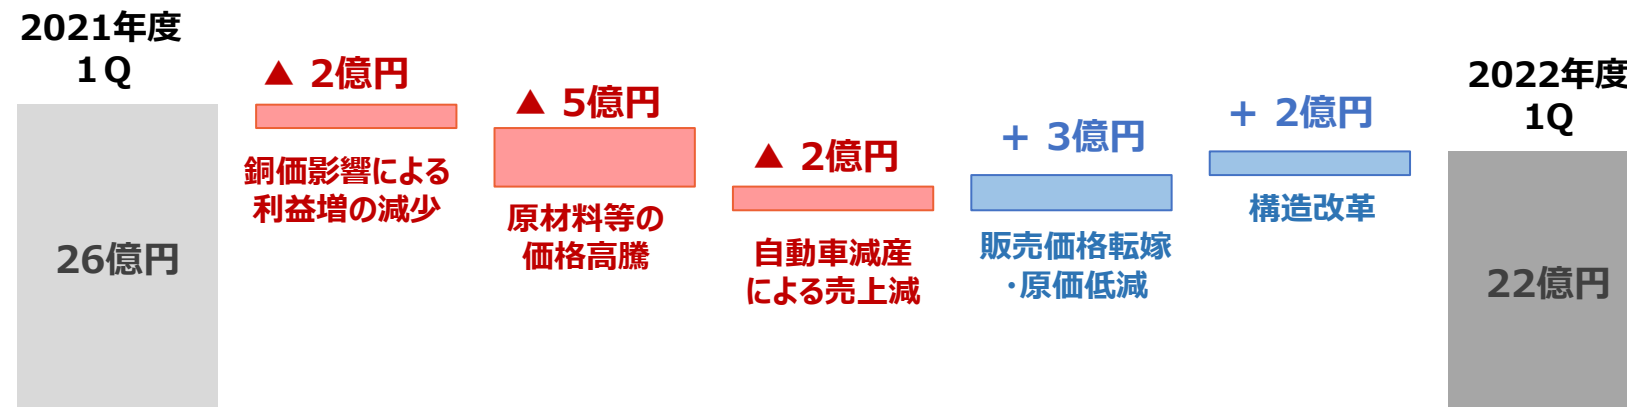 2021年度
１Q
26億円
▲ 2億円
銅価影響による
利益増の減少
▲ 5億円
原材料等の
価格高騰
▲ 2億円
自動車減産
による売上減
＋ 3億円
販売価格転嫁
・原価低減
＋ 2億円
構造改革
2022年度
1Q
22億円